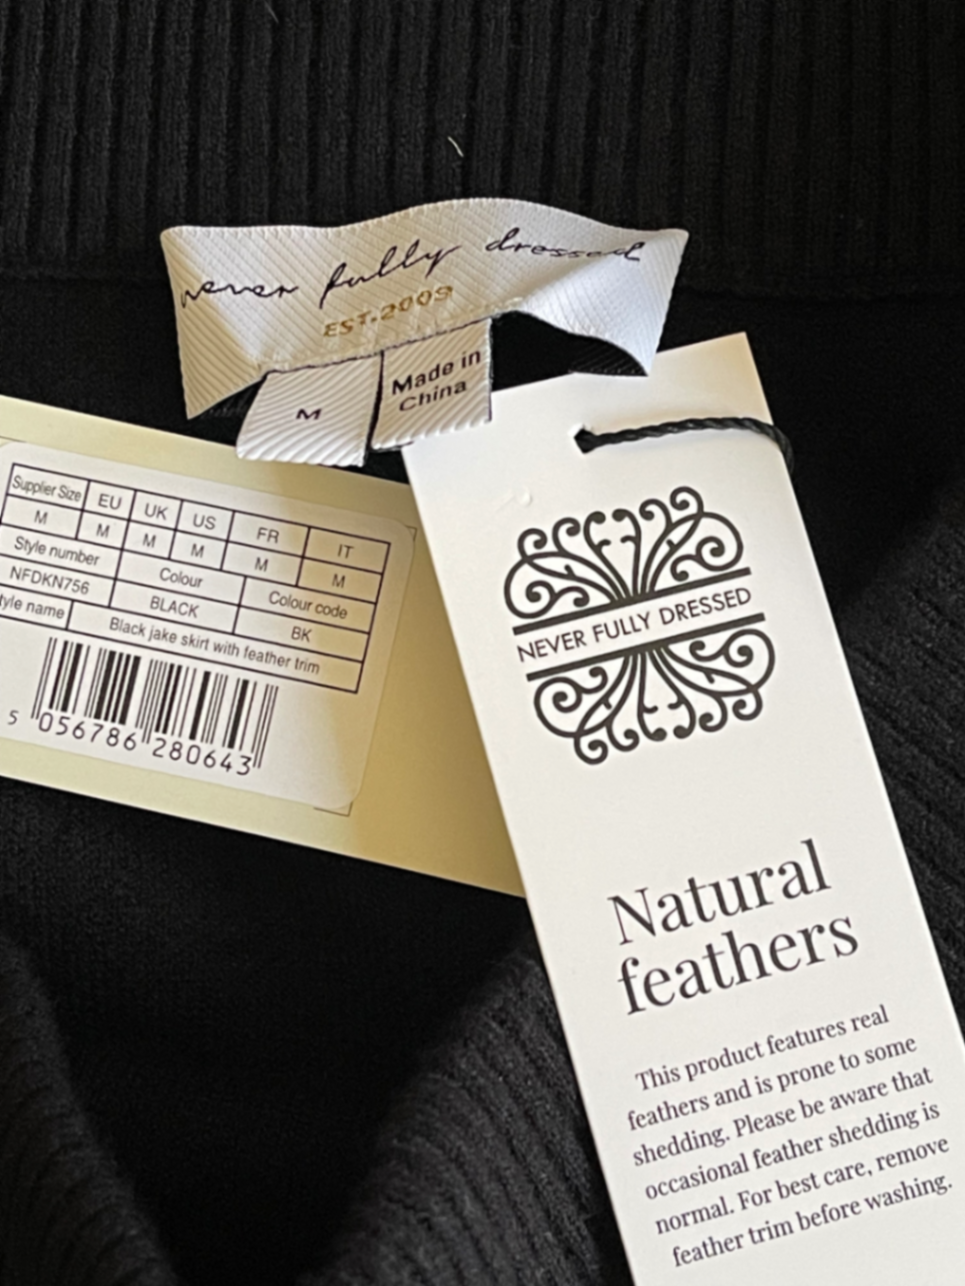 never fully dressed
EST.2009
M
Made in
China
Supplier Size EU UK US FR IT
M M M M M M
Style number Colour Colour code
NFDKN756 BLACK BK
tyle name Black jake skirt with feather trim
5 056786 280643
NEVER FULLY DRESSED
Natural
feathers
This product features real
feathers and is prone to some
shedding. Please be aware that
occasional feather shedding is
normal. For best care, remove
feather trim before washing.